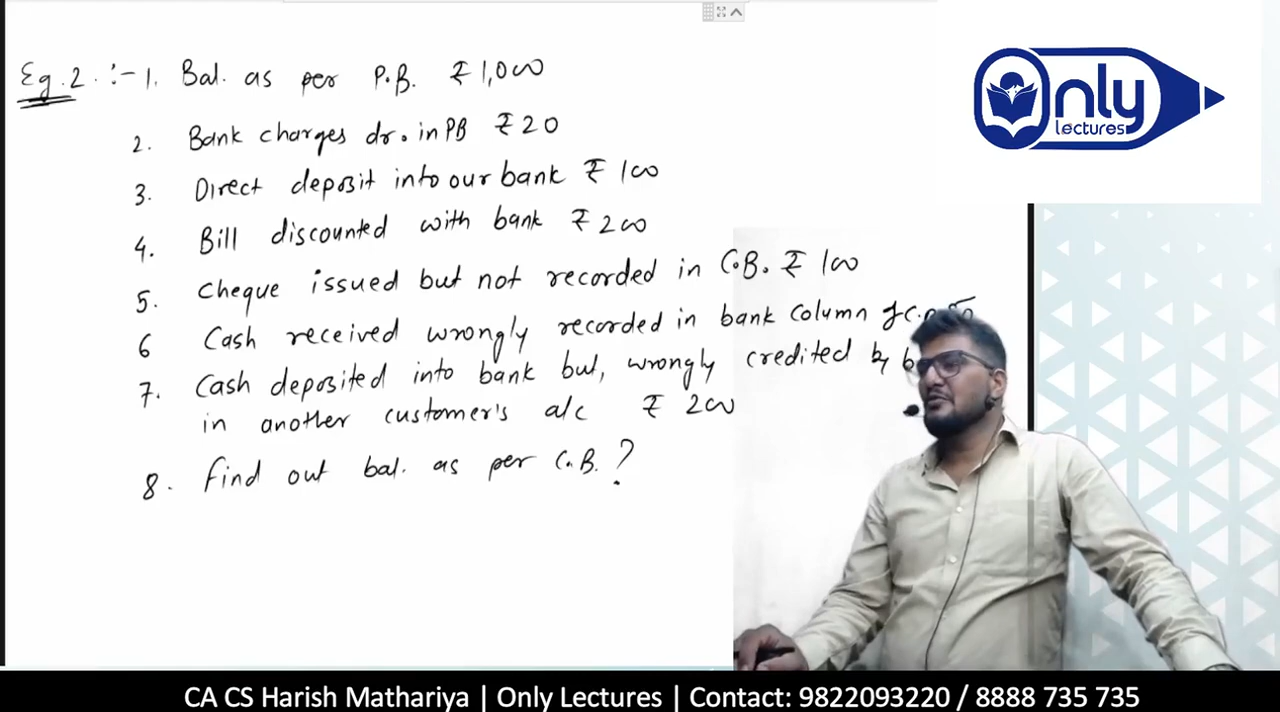 Eg.2 :- 1. Bal. as per P.B. ₹ 1,000
2. Bank charges dr. in PB ₹ 20
3. Direct deposit into our bank ₹ 100
4. Bill discounted with bank ₹ 200
5. Cheque issued but not recorded in C.B. ₹ 100
6 Cash received wrongly recorded in bank column of
7. Cash deposited into bank but, wrongly credited by
in another customer's a/c ₹ 200
8. Find out bal. as per C.B. ?
Only
lectures
CA CS Harish Mathariya | Only Lectures | Contact: 9822093220 / 8888 735 735